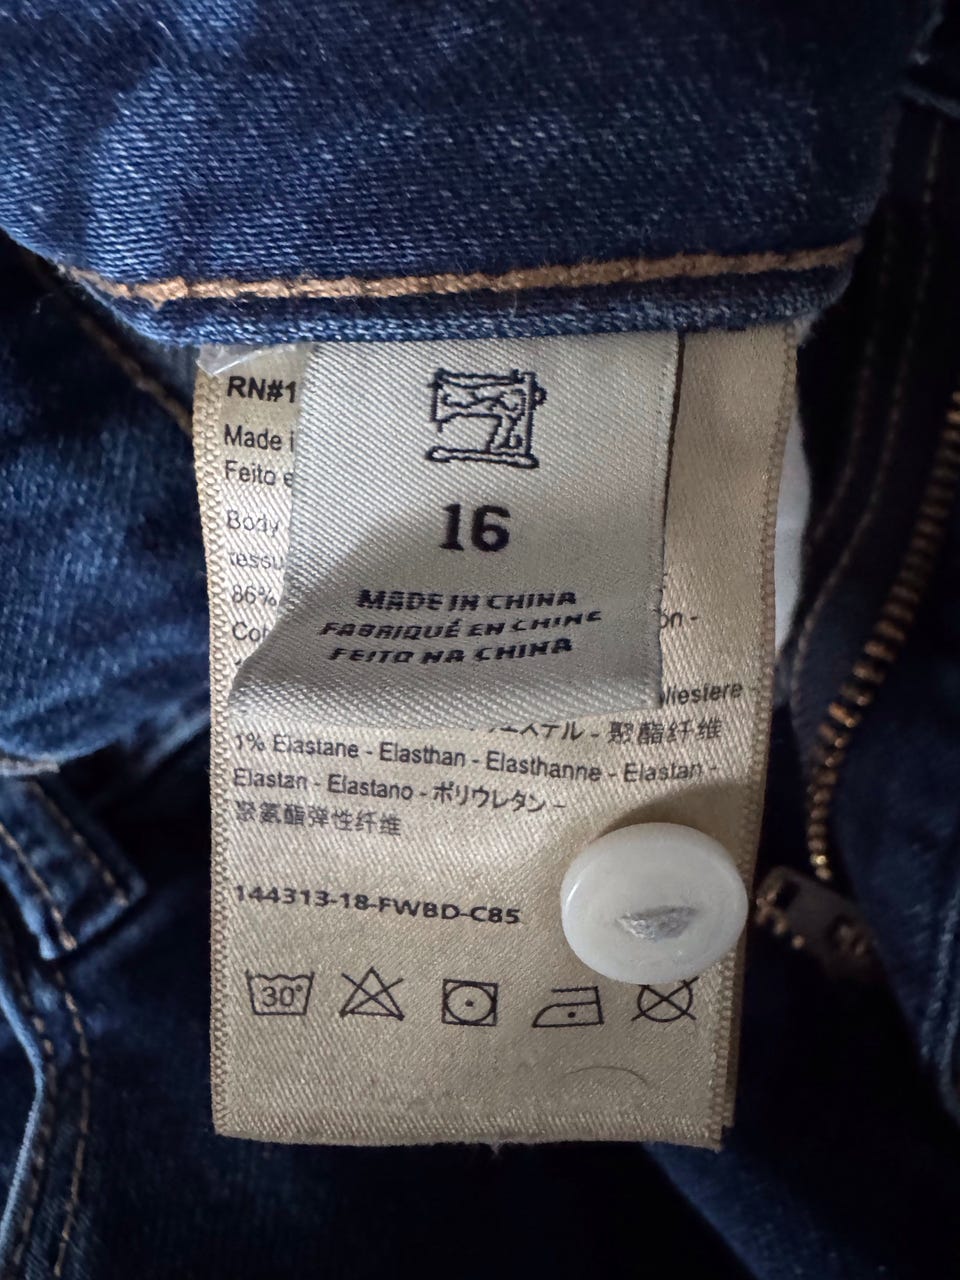 16
MADE IN CHINA
FABRIQUÉ EN CHINE
FEITO NA CHINA
RN#1
Made i
Feito e
Body
tessu
86%
Col
on -
liestere -
エステル - 聚酯纤维
1% Elastane - Elasthan - Elasthanne - Elastan -
Elastan - Elastano - ポリウレタン -
聚氨酯弹性纤维
144313-18-FWBD-C85
30°